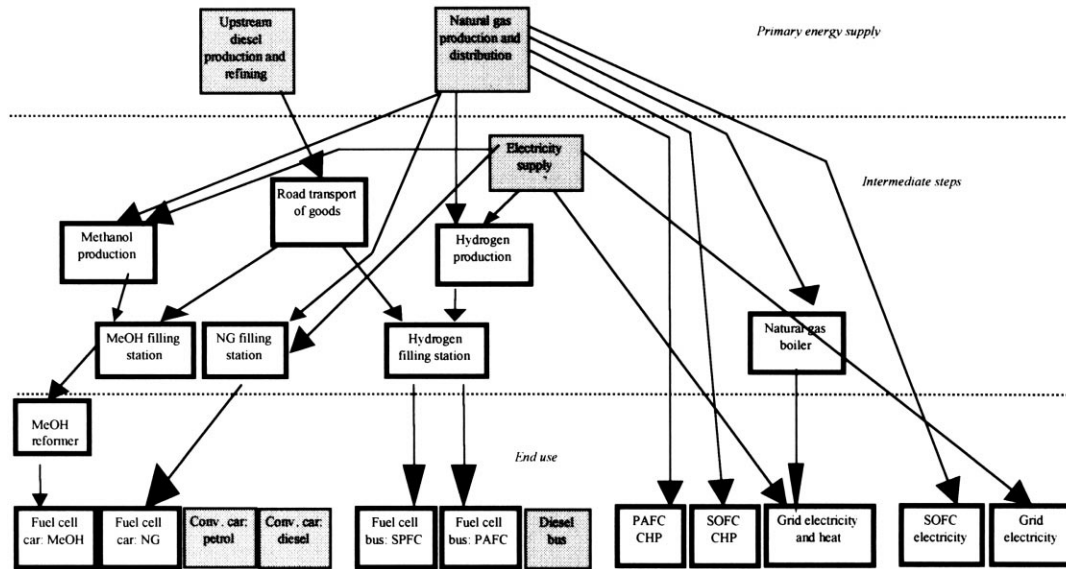 Upstream
diesel
production and
refining
Natural gas
production and
distribution
Primary energy supply
Electricity
supply
Intermediate steps
Road transport
of goods
Methanol
production
Hydrogen
production
MeOH filling
station
NG filling
station
Hydrogen
filling station
Natural gas
boiler
MeOH
reformer
End use
Fuel cell
car: MeOH
Fuel cell
car: NG
Conv. car:
petrol
Conv. car:
diesel
Fuel cell
bus: SPFC
Fuel cell
bus: PAFC
Diesel
bus
PAFC
CHP
SOFC
CHP
Grid electricity
and heat
SOFC
electricity
Grid
electricity